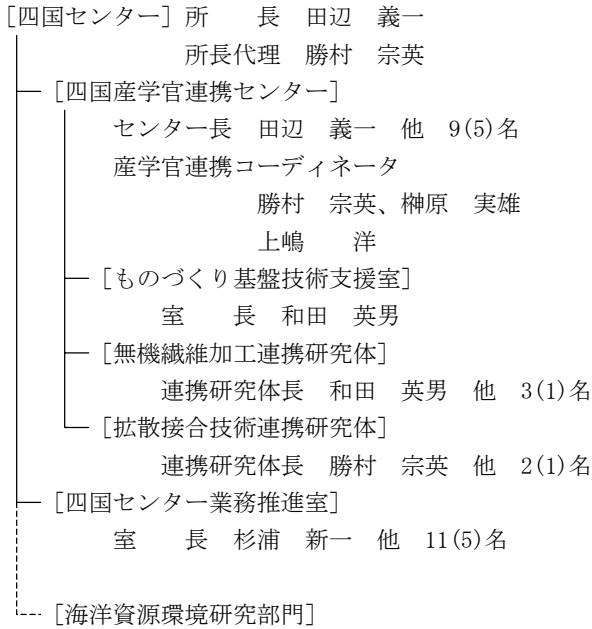 [四国センター] 所　　長　田辺　義一
所長代理　勝村　宗英
[四国産学官連携センター]
センター長　田辺　義一　他　9(5)名
産学官連携コーディネータ
勝村　宗英、榊原　実雄
上嶋　　洋
[ものづくり基盤技術支援室]
室　　長　和田　英男
[無機繊維加工連携研究体]
連携研究体長　和田　英男　他　3(1)名
[拡散接合技術連携研究体]
連携研究体長　勝村　宗英　他　2(1)名
[四国センター業務推進室]
室　　長　杉浦　新一　他　11(5)名
[海洋資源環境研究部門]